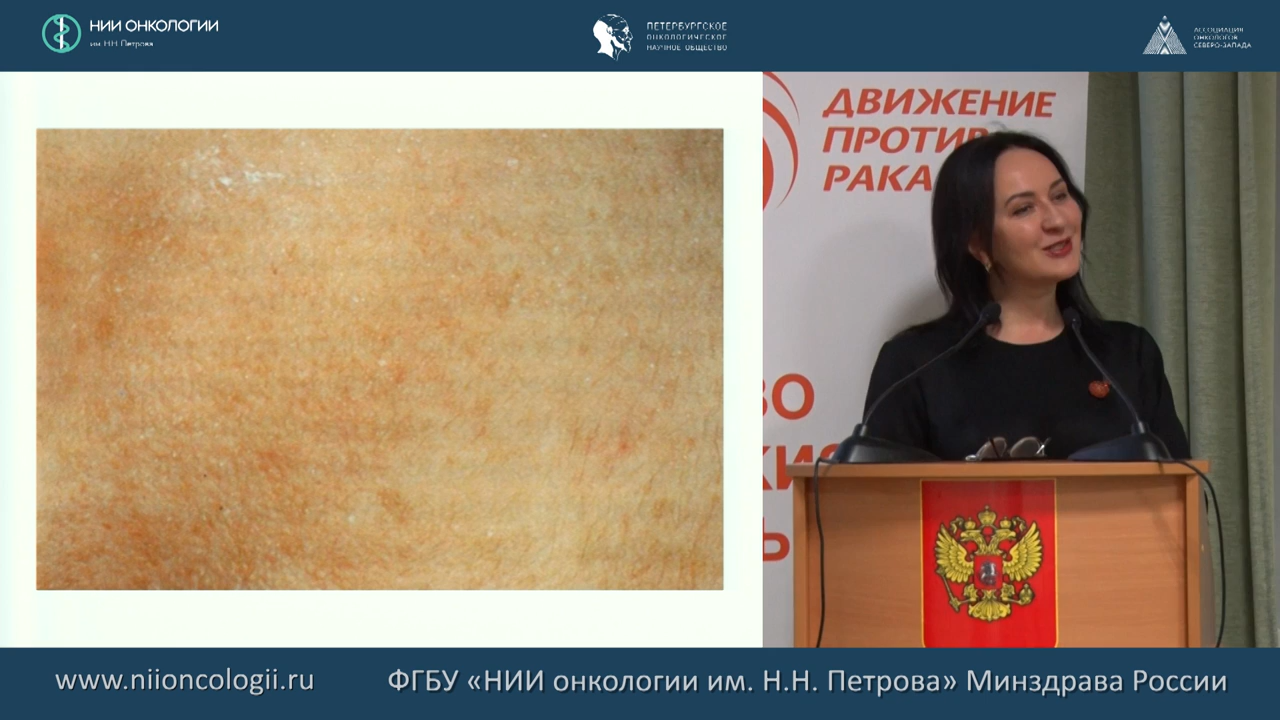 НИИ ОНКОЛОГИИ
им. Н.Н. Петрова
ПЕТЕРБУРГСКОЕ
ОНКОЛОГИЧЕСКОЕ
НАУЧНОЕ ОБЩЕСТВО
АССОЦИАЦИЯ
ОНКОЛОГОВ
СЕВЕРО-ЗАПАДА
ДВИЖЕНИЕ
ПРОТИВ
РАКА
ВО
Ь
www.niioncologii.ru
ФГБУ «НИИ онкологии им. Н.Н. Петрова» Минздрава России